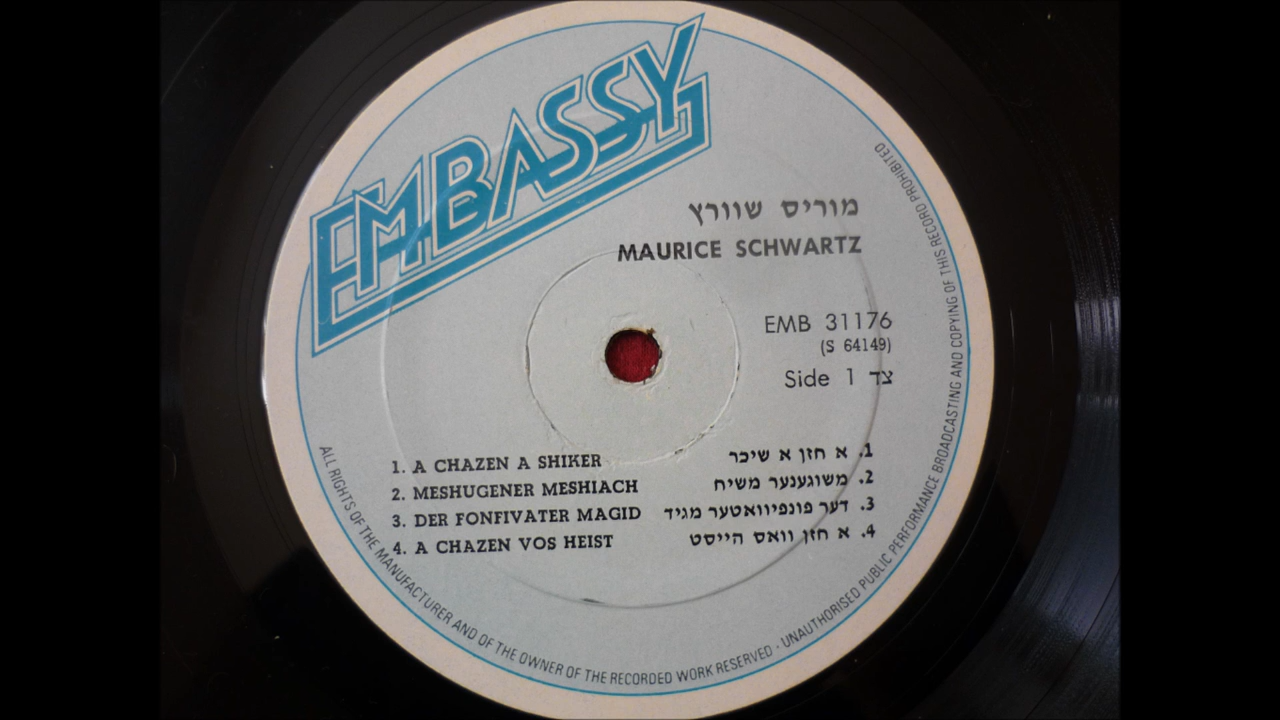 EMBASSY
מוריס שוורץ
MAURICE SCHWARTZ
EMB 31176
(S 64149)
Side 1 צד
1. A CHAZEN A SHIKER 1. א חזן א שיכר
2. MESHUGENER MESHIACH 2. משוגענער משיח
3. DER FONFIVATER MAGID 3. דער פונפיוואטער מגיד
4. A CHAZEN VOS HEIST 4. א חזן וואס הייסט
ALL RIGHTS OF THE MANUFACTURER AND OF THE OWNER OF THE RECORDED WORK RESERVED · UNAUTHORISED PUBLIC PERFORMANCE BROADCASTING AND COPYING OF THIS RECORD PROHIBITED